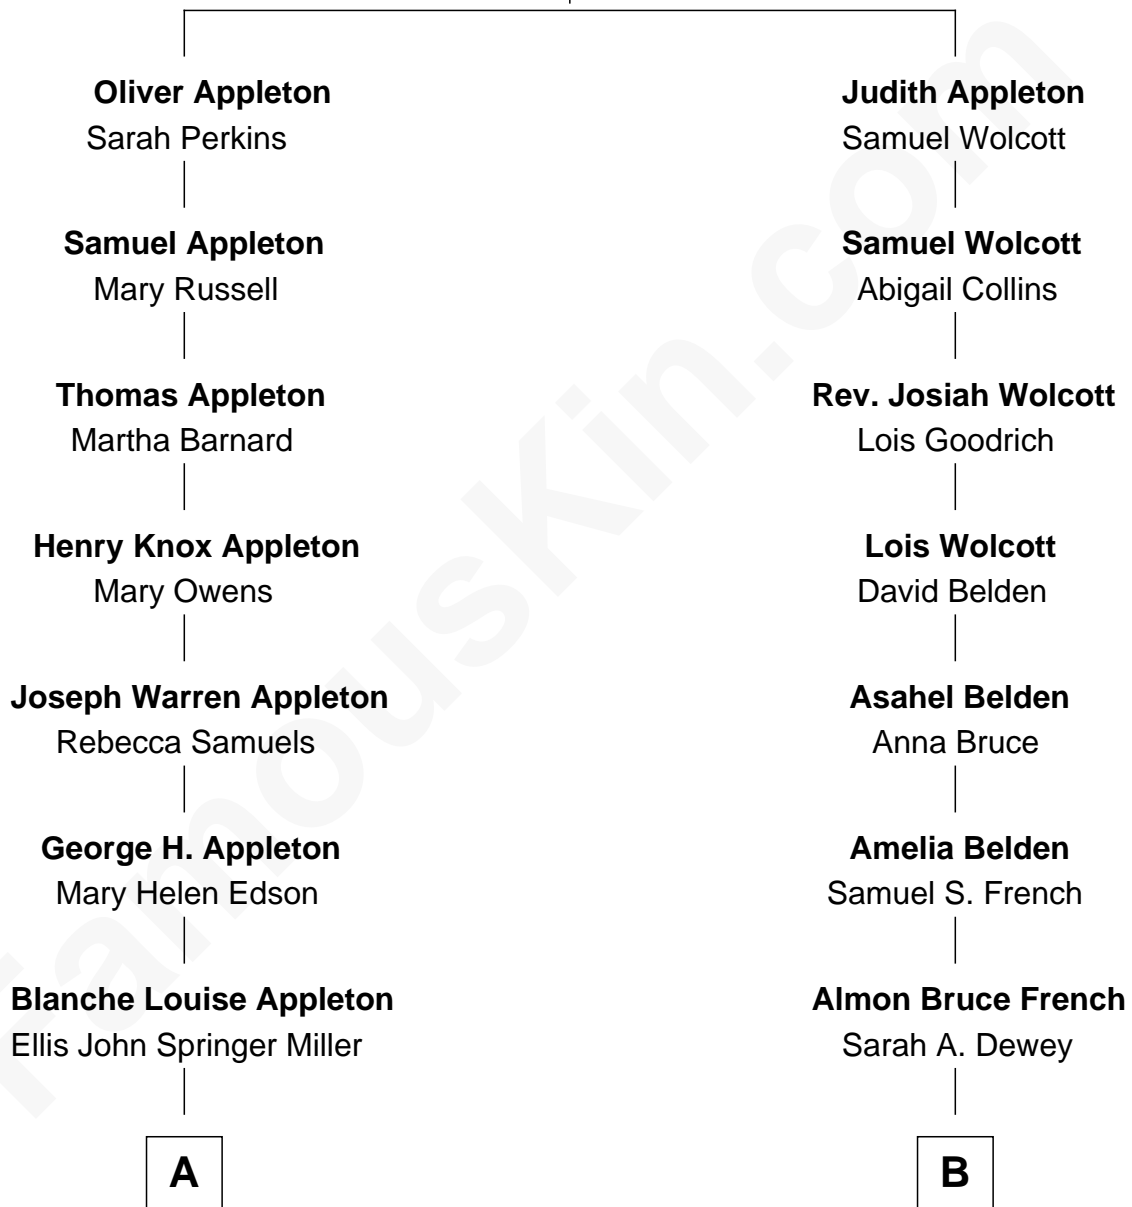 Oliver Appleton
Sarah Perkins
Samuel Appleton
Mary Russell
Thomas Appleton
Martha Barnard
Henry Knox Appleton
Mary Owens
Joseph Warren Appleton
Rebecca Samuels
George H. Appleton
Mary Helen Edson
Blanche Louise Appleton
Ellis John Springer Miller
A
Judith Appleton
Samuel Wolcott
Samuel Wolcott
Abigail Collins
Rev. Josiah Wolcott
Lois Goodrich
Lois Wolcott
David Belden
Asahel Belden
Anna Bruce
Amelia Belden
Samuel S. French
Almon Bruce French
Sarah A. Dewey
B
FamousKin.com